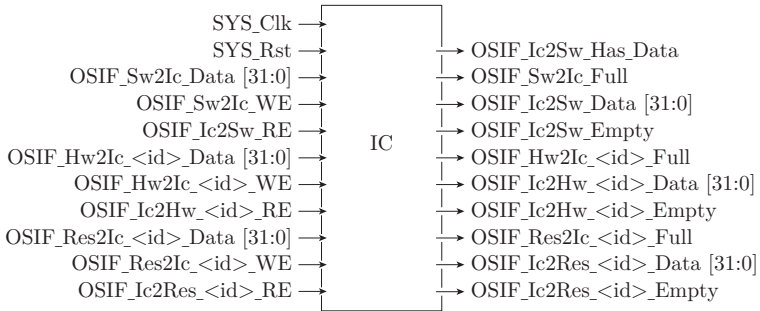 SYS_Clk
SYS_Rst
OSIF_Sw2Ic_Data [31:0]
OSIF_Sw2Ic_WE
OSIF_Ic2Sw_RE
OSIF_Hw2Ic_<id>_Data [31:0]
OSIF_Hw2Ic_<id>_WE
OSIF_Ic2Hw_<id>_RE
OSIF_Res2Ic_<id>_Data [31:0]
OSIF_Res2Ic_<id>_WE
OSIF_Ic2Res_<id>_RE
IC
OSIF_Ic2Sw_Has_Data
OSIF_Sw2Ic_Full
OSIF_Ic2Sw_Data [31:0]
OSIF_Ic2Sw_Empty
OSIF_Hw2Ic_<id>_Full
OSIF_Ic2Hw_<id>_Data [31:0]
OSIF_Ic2Hw_<id>_Empty
OSIF_Res2Ic_<id>_Full
OSIF_Ic2Res_<id>_Data [31:0]
OSIF_Ic2Res_<id>_Empty